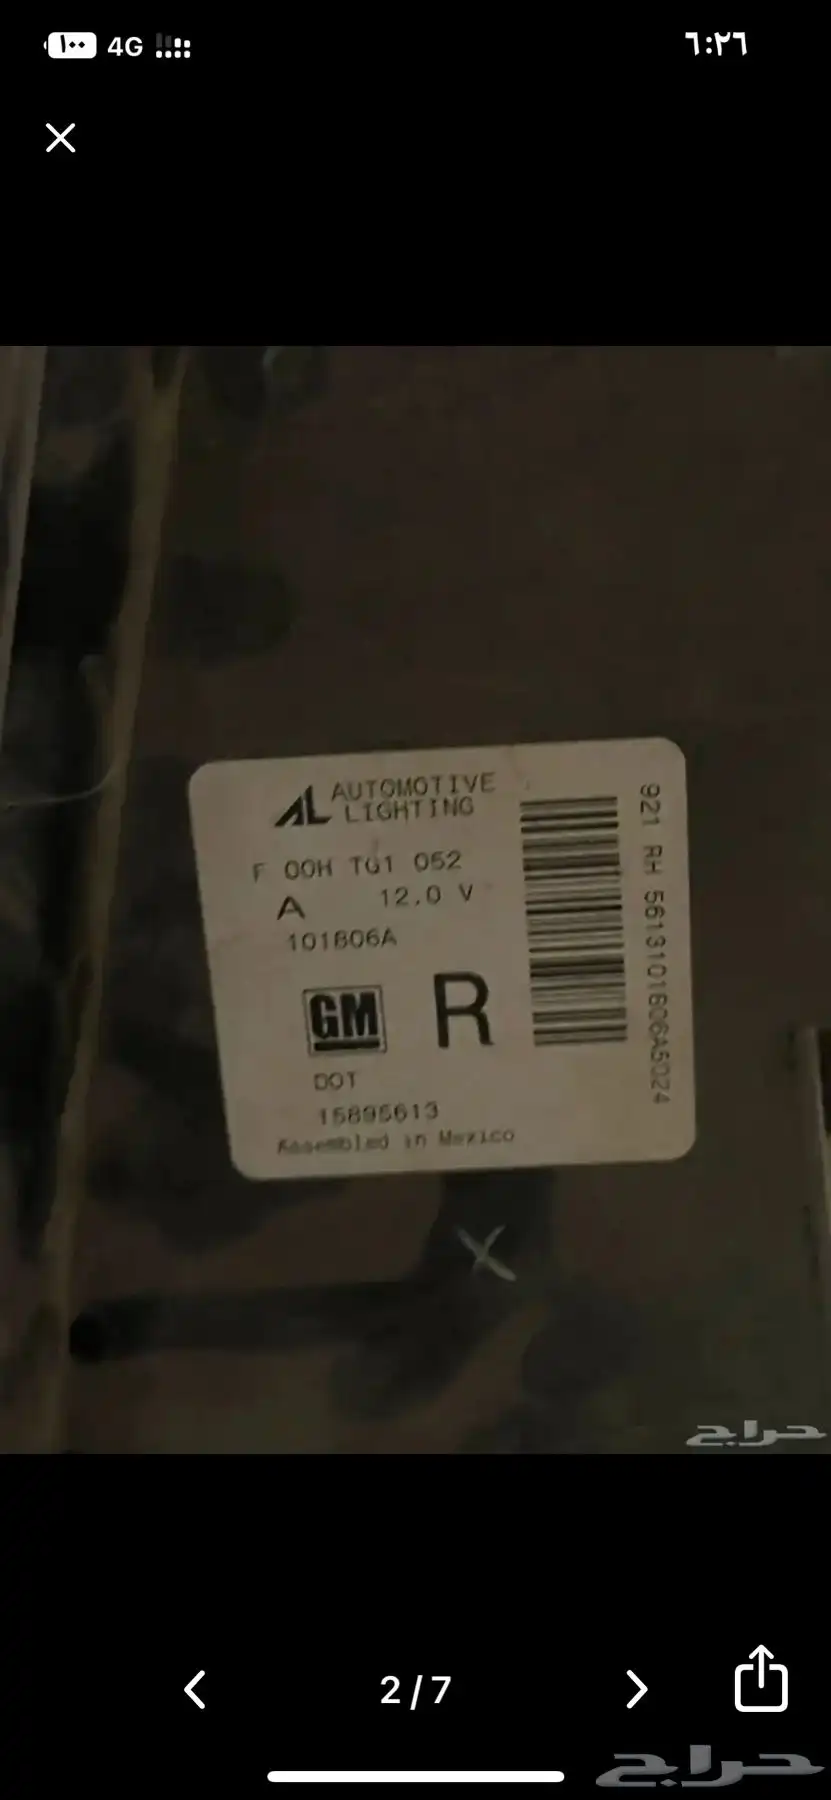 ١٠٠ 4G ٦:٢٦
AUTOMOTIVE
LIGHTING
F 00H T01 052
A 12.0 V
101806A
GM R
DOT
15895613
Assembled in Mexico
921 RH 5613101806A5024
حراج
2 / 7
حراج